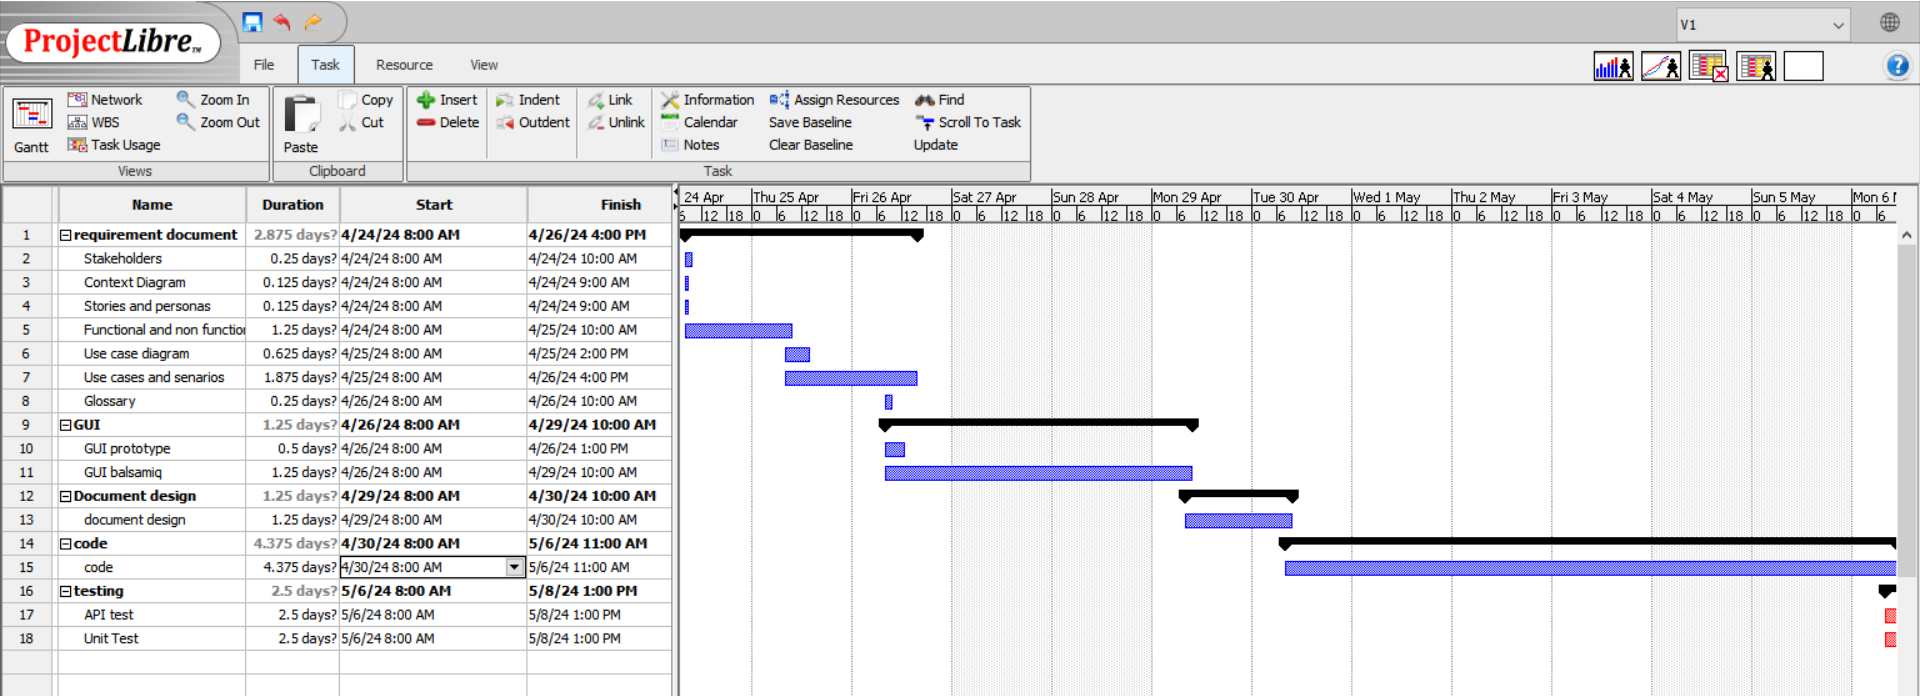 V1
ProjectLibre™
File Task Resource View
Network Zoom In Copy Insert Indent Link Information Assign Resources Find
WBS Zoom Out Cut Delete Outdent Unlink Calendar Save Baseline Scroll To Task
Gantt Task Usage Paste Notes Clear Baseline Update
Views Clipboard Task
Name Duration Start Finish
24 Apr Thu 25 Apr Fri 26 Apr Sat 27 Apr Sun 28 Apr Mon 29 Apr Tue 30 Apr Wed 1 May Thu 2 May Fri 3 May Sat 4 May Sun 5 May Mon 6
6 12 18 0 6 12 18 0 6 12 18 0 6 12 18 0 6 12 18 0 6 12 18 0 6 12 18 0 6 12 18 0 6 12 18 0 6 12 18 0 6 12 18 0 6 12 18 0 6
1 requirement document 2.875 days? 4/24/24 8:00 AM 4/26/24 4:00 PM
2 Stakeholders 0.25 days? 4/24/24 8:00 AM 4/24/24 10:00 AM
3 Context Diagram 0.125 days? 4/24/24 8:00 AM 4/24/24 9:00 AM
4 Stories and personas 0.125 days? 4/24/24 8:00 AM 4/24/24 9:00 AM
5 Functional and non function 1.25 days? 4/24/24 8:00 AM 4/25/24 10:00 AM
6 Use case diagram 0.625 days? 4/25/24 8:00 AM 4/25/24 2:00 PM
7 Use cases and senarios 1.875 days? 4/25/24 8:00 AM 4/26/24 4:00 PM
8 Glossary 0.25 days? 4/26/24 8:00 AM 4/26/24 10:00 AM
9 GUI 1.25 days? 4/26/24 8:00 AM 4/29/24 10:00 AM
10 GUI prototype 0.5 days? 4/26/24 8:00 AM 4/26/24 1:00 PM
11 GUI balsamiq 1.25 days? 4/26/24 8:00 AM 4/29/24 10:00 AM
12 Document design 1.25 days? 4/29/24 8:00 AM 4/30/24 10:00 AM
13 document design 1.25 days? 4/29/24 8:00 AM 4/30/24 10:00 AM
14 code 4.375 days? 4/30/24 8:00 AM 5/6/24 11:00 AM
15 code 4.375 days? 4/30/24 8:00 AM 5/6/24 11:00 AM
16 testing 2.5 days? 5/6/24 8:00 AM 5/8/24 1:00 PM
17 API test 2.5 days? 5/6/24 8:00 AM 5/8/24 1:00 PM
18 Unit Test 2.5 days? 5/6/24 8:00 AM 5/8/24 1:00 PM